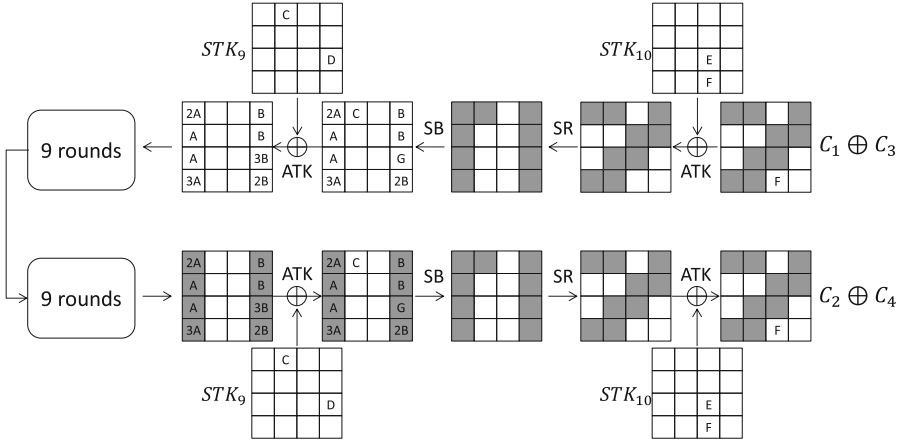 C
STK₉
D
STK₁₀
E
F
9 rounds
2A B
A B
A 3B
3A 2B
ATK
2A C B
A B
A G
3A 2B
SB
SR
ATK
F
C₁ ⊕ C₃
9 rounds
2A B
A B
A 3B
3A 2B
ATK
2A C B
A B
A G
3A 2B
SB
SR
ATK
F
C₂ ⊕ C₄
C
STK₉
D
STK₁₀
E
F